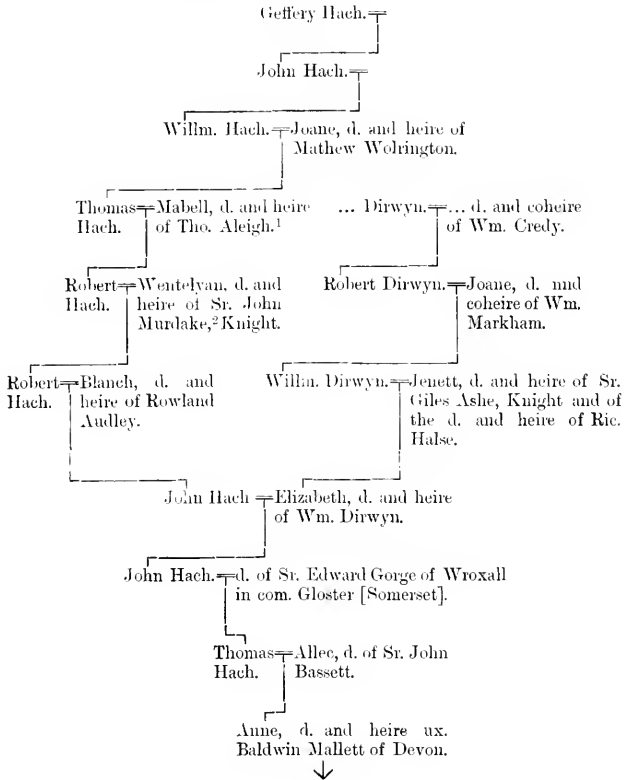 Geffery Hach.
John Hach.
Willm. Hach. Joane, d. and heire of
Mathew Wolrington.
Thomas Mabell, d. and heire
Hach. of Tho. Aleigh.¹
... Dirwyn. ... d. and coheire
of Wm. Credy.
Robert Wentelyan, d. and
Hach. heire of Sr. John
Murdake,² Knight.
Robert Dirwyn. Joane, d. and
coheire of Wm.
Markham.
Robert Blanch, d. and
Hach. heire of Rowland
Audley.
Willm. Dirwyn. Jenett, d. and heire of Sr.
Giles Ashe, Knight and of
the d. and heire of Ric.
Halse.
John Hach Elizabeth, d. and heire
of Wm. Dirwyn.
John Hach. d. of Sr. Edward Gorge of Wroxall
in com. Gloster [Somerset].
Thomas Allec, d. of Sr. John
Hach. Bassett.
Anne, d. and heire ux.
Baldwin Mallett of Devon.